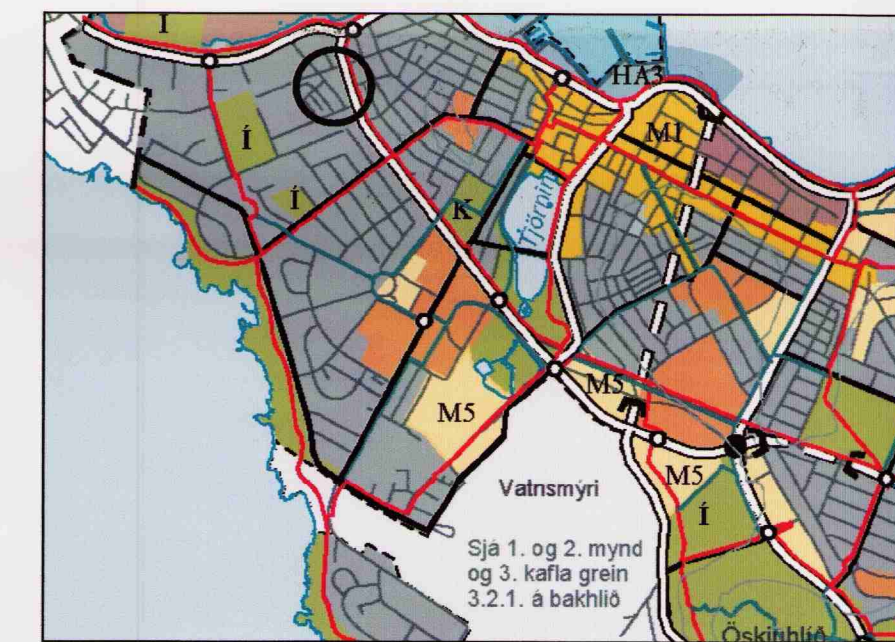 Í
HA3
Í
M1
Í
K
Tjörnin
M5
M5
Vatnsmýri
M5
Í
Sjá 1. og 2. mynd
og 3. kafla grein
3.2.1. á bakhlið
Öskjuhlíð